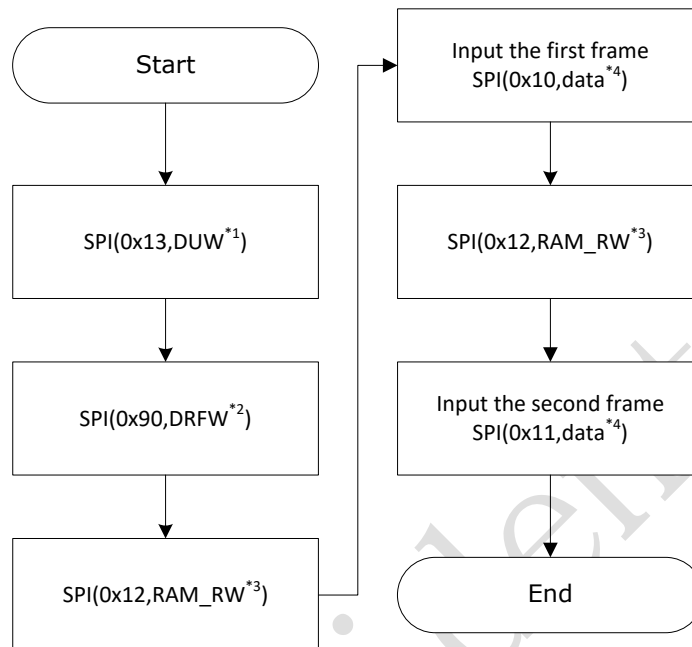 Start
SPI(0x13,DUW*1)
SPI(0x90,DRFW*2)
SPI(0x12,RAM_RW*3)
Input the first frame
SPI(0x10,data*4)
SPI(0x12,RAM_RW*3)
Input the second frame
SPI(0x11,data*4)
End